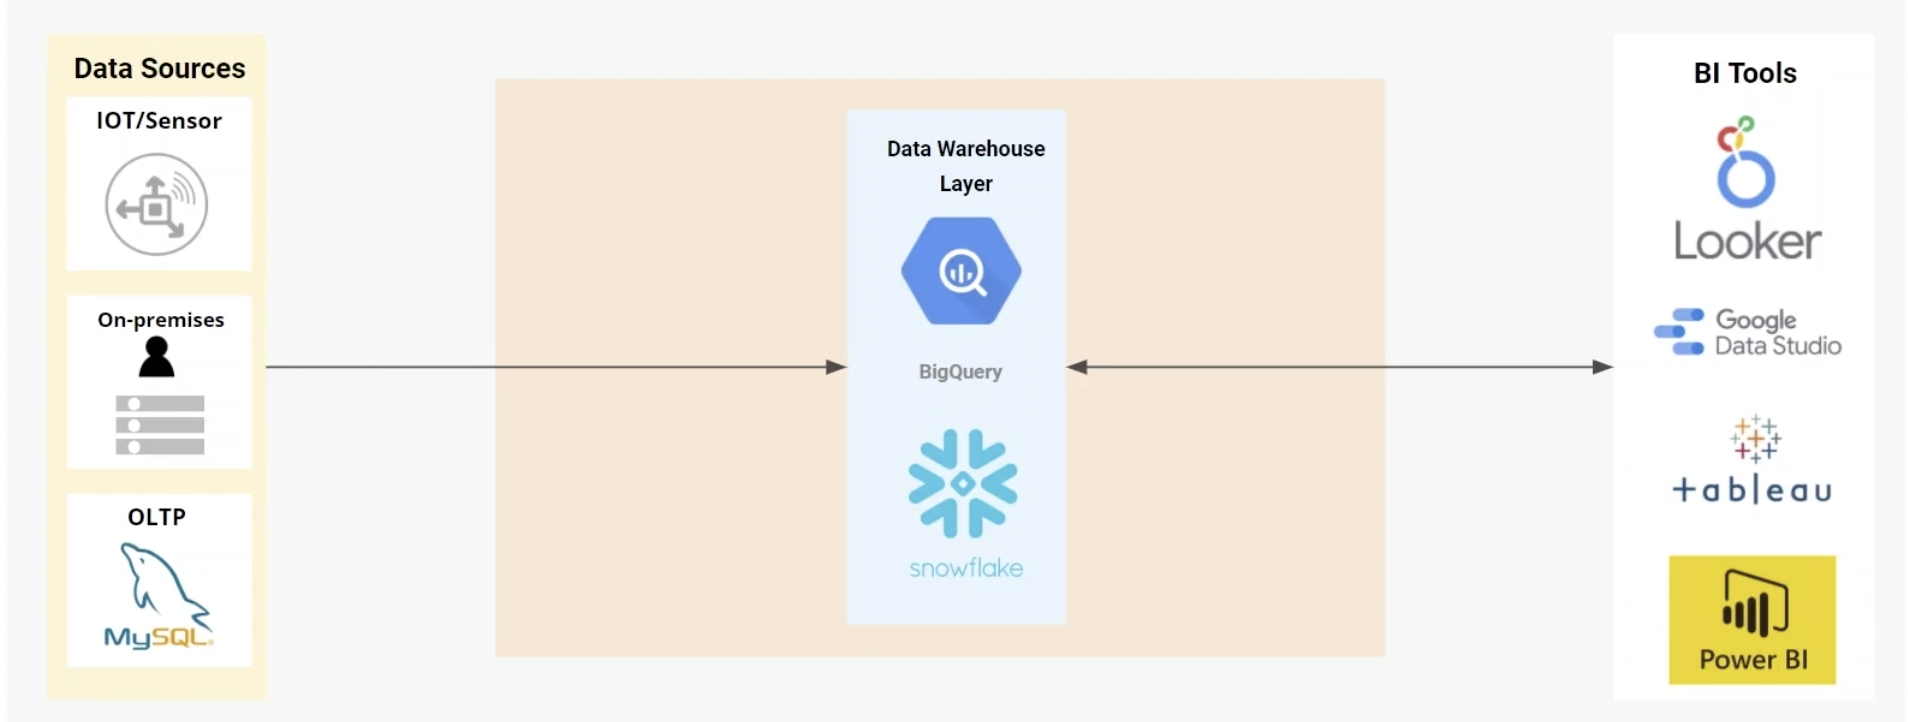 Data Sources
IOT/Sensor
On-premises
OLTP
MySQL
Data Warehouse
Layer
BigQuery
snowflake
BI Tools
Looker
Google
Data Studio
+ableau
Power BI